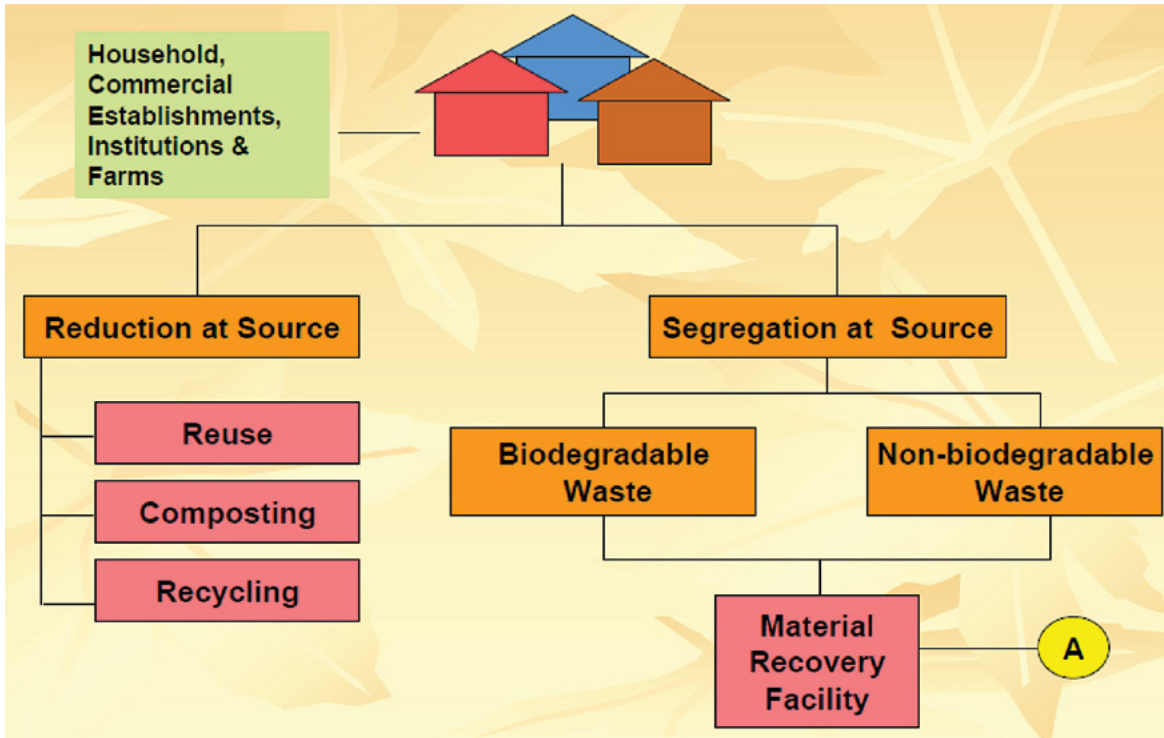 Household,
Commercial
Establishments,
Institutions &
Farms
Reduction at Source
Reuse
Composting
Recycling
Segregation at Source
Biodegradable
Waste
Non-biodegradable
Waste
Material
Recovery
Facility
A